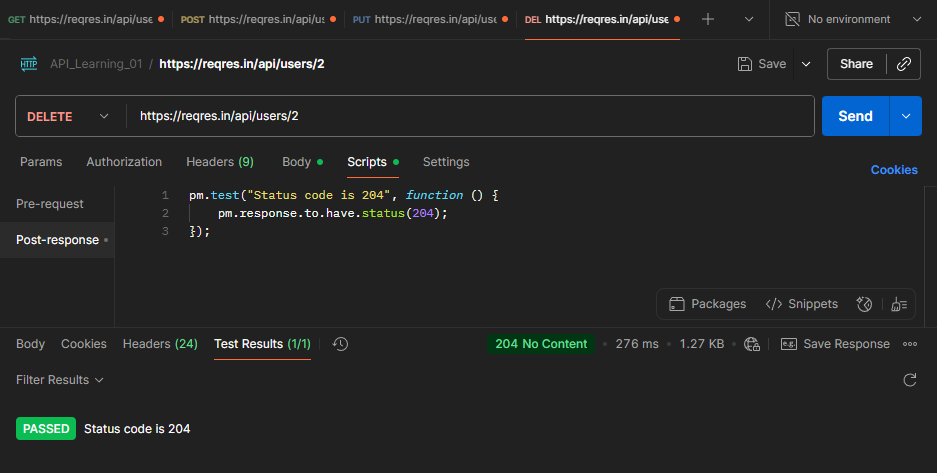 GET https://reqres.in/api/use
POST https://reqres.in/api/us
PUT https://reqres.in/api/use
DEL https://reqres.in/api/use
No environment
HTTP API_Learning_01 / https://reqres.in/api/users/2
Save
Share
DELETE https://reqres.in/api/users/2
Send
Params Authorization Headers (9) Body Scripts Settings
Cookies
Pre-request
Post-response
1 pm.test("Status code is 204", function () {
2 pm.response.to.have.status(204);
3 });
Packages </> Snippets
Body Cookies Headers (24) Test Results (1/1)
204 No Content • 276 ms • 1.27 KB
e.g. Save Response
Filter Results
PASSED Status code is 204